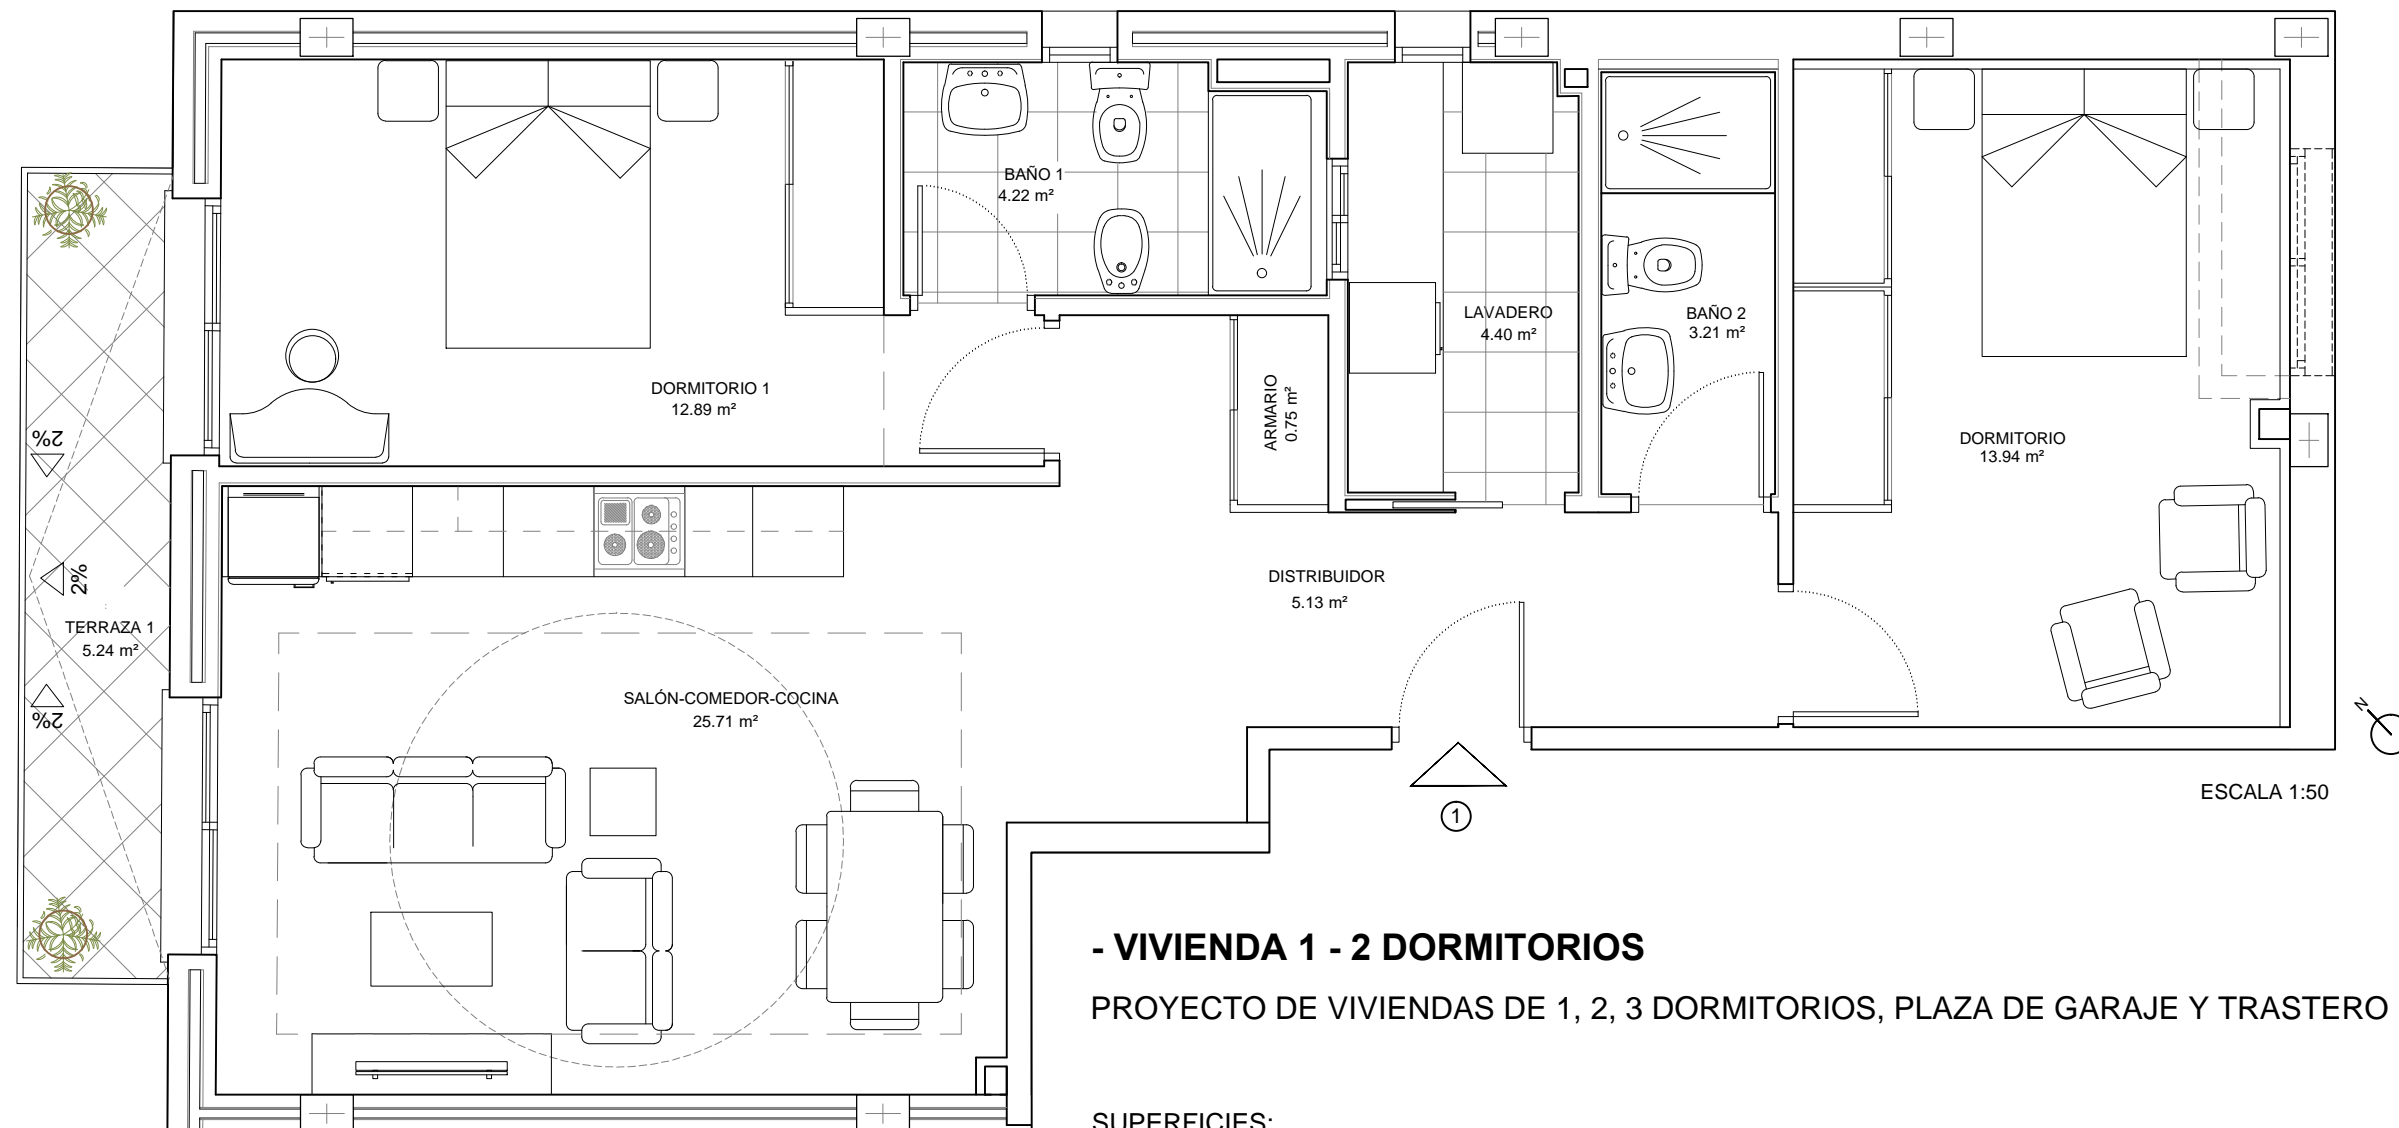 BAÑO 1
4.22 m²
LAVADERO
4.40 m²
BAÑO 2
3.21 m²
DORMITORIO 1
12.89 m²
ARMARIO
0.75 m²
DORMITORIO
13.94 m²
2%
2%
2%
TERRAZA 1
5.24 m²
DISTRIBUIDOR
5.13 m²
SALÓN-COMEDOR-COCINA
25.71 m²
N
ESCALA 1:50
1
- VIVIENDA 1 - 2 DORMITORIOS
PROYECTO DE VIVIENDAS DE 1, 2, 3 DORMITORIOS, PLAZA DE GARAJE Y TRASTERO
SUPERFICIES: